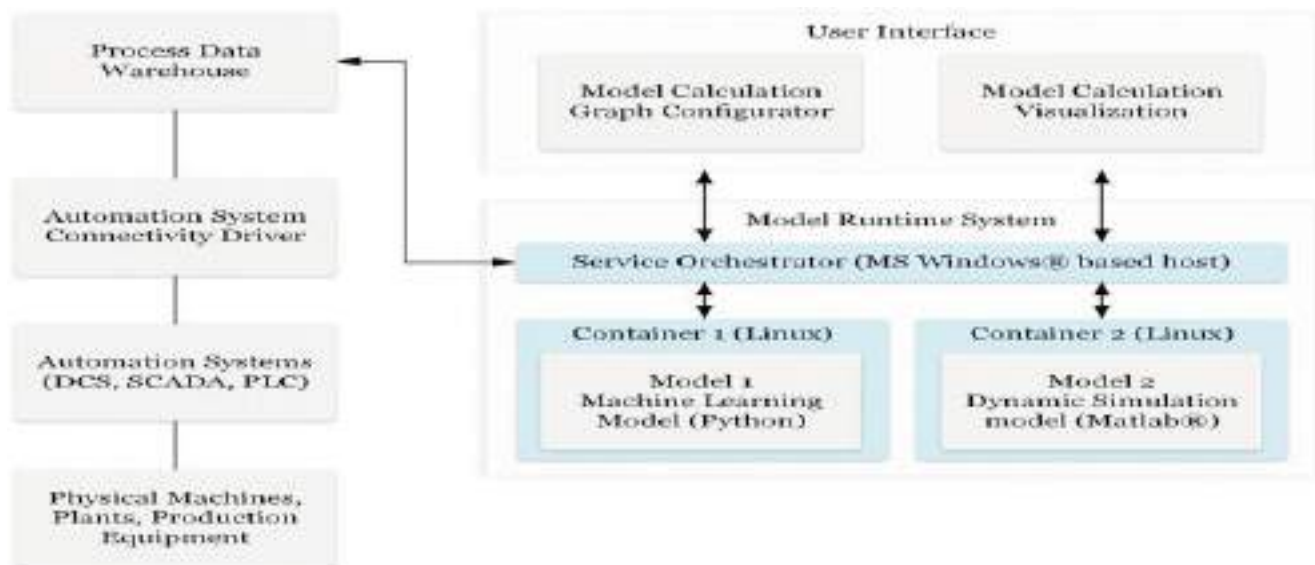 Process Data
Warehouse
Automation System
Connectivity Driver
Automation Systems
(DCS, SCADA, PLC)
Physical Machines,
Plants, Production
Equipment
User Interface
Model Calculation
Graph Configurator
Model Calculation
Visualization
Model Runtime System
Service Orchestrator (MS Windows® based host)
Container 1 (Linux)
Model 1
Machine Learning
Model (Python)
Container 2 (Linux)
Model 2
Dynamic Simulation
model (Matlab®)